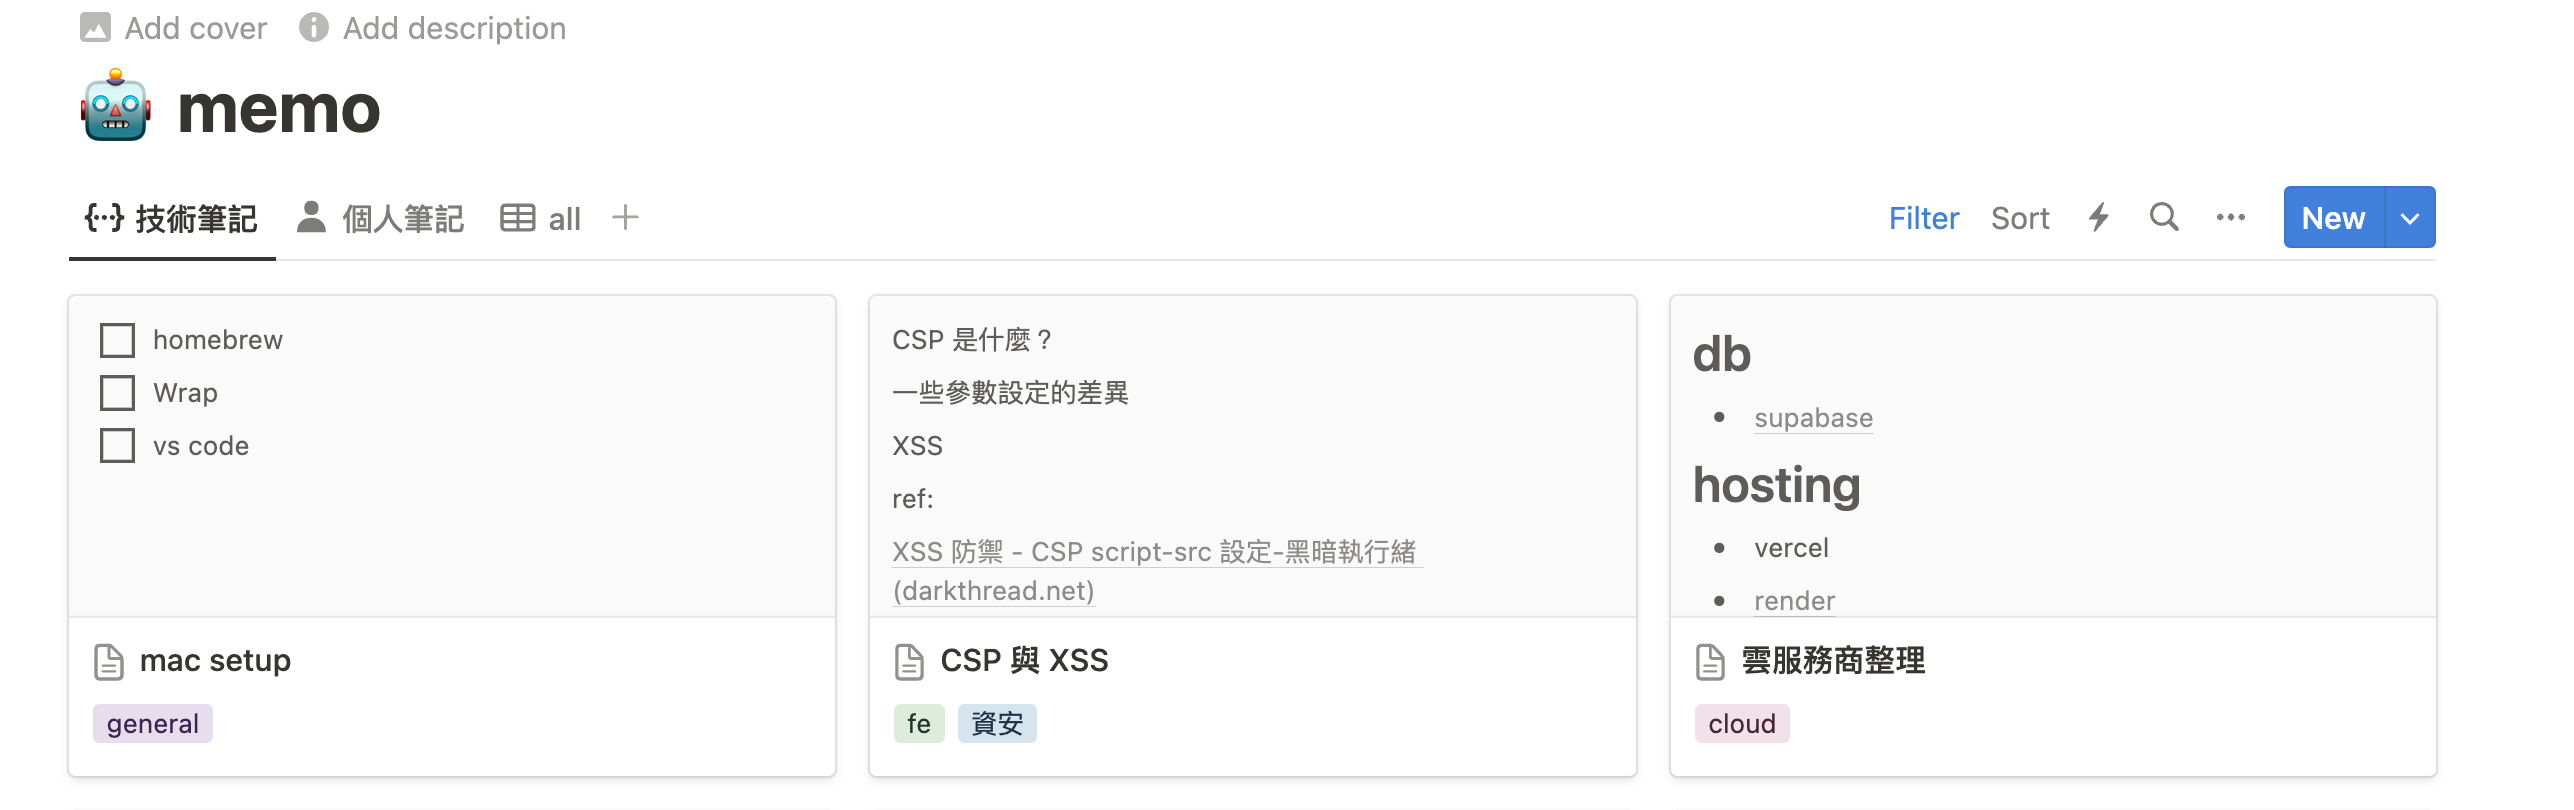 Add cover Add description
memo
技術筆記 個人筆記 all
Filter Sort New
homebrew
Wrap
vs code
mac setup
general
CSP 是什麼？
一些參數設定的差異
XSS
ref:
XSS 防禦 - CSP script-src 設定-黑暗執行緒
(darkthread.net)
CSP 與 XSS
fe 資安
db
supabase
hosting
vercel
render
雲服務商整理
cloud